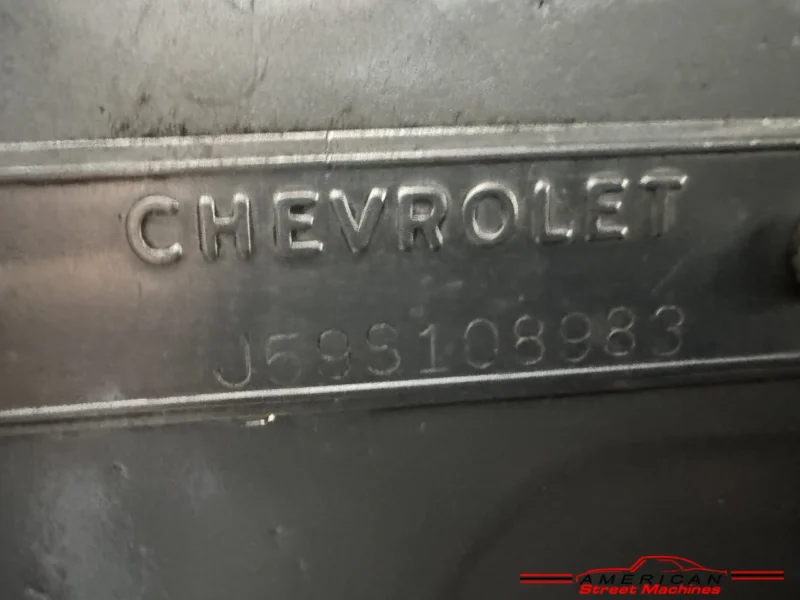 CHEVROLET
J59S108983
AMERICAN
Street Machines